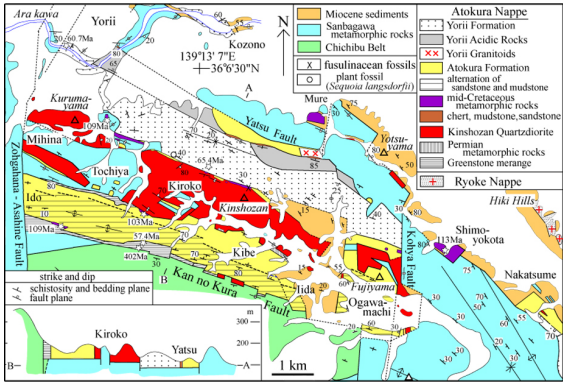 Ara kawa
Yorii
60.7Ma
Kozono
139°13' 7"E
36°6'30"N
N
A
Mure
Yatsu Fault
Yotsu-
yama
Kuruma-
yama
109Ma
Mihina
Tochiya
65.4Ma
Kiroko
Kinshozan
Ido
109Ma
103Ma
57.4Ma
402Ma
Kibe
B
Kan no Kura Fault
Iida
Ogawa-
machi
Fujiyama
Kohya Fault
Zohgahana - Asahine Fault
113Ma
Shimo-
yokota
Hiki Hills
Nakatsume
Miocene sediments
Sanbagawa
metamorphic rocks
Chichibu Belt
fusulinacean fossils
plant fossil
(Sequoia langsdorfii)
Atokura Nappe
Yorii Formation
Yorii Acidic Rocks
Yorii Granitoids
Atokura Formation
alternation of
sandstone and mudstone
mid-Cretaceous
metamorphic rocks
chert, mudstone,sandstone
Kinshozan Quartzdiorite
Permian
metamorphic rocks
Greenstone merange
Ryoke Nappe
strike and dip
schistosity and bedding plane
fault plane
Kiroko
Yatsu
m
300
200
B
A
1 km